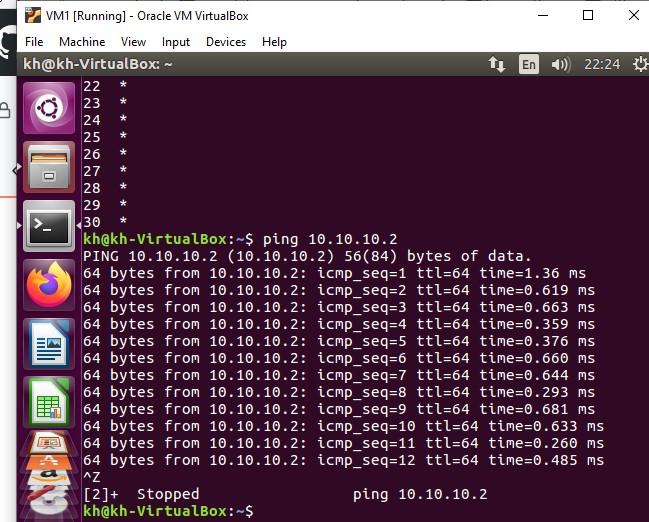 VM1 [Running] - Oracle VM VirtualBox
File Machine View Input Devices Help
kh@kh-VirtualBox: ~ En 22:24
22 *
23 *
24 *
25 *
26 *
27 *
28 *
29 *
30 *
kh@kh-VirtualBox:~$ ping 10.10.10.2
PING 10.10.10.2 (10.10.10.2) 56(84) bytes of data.
64 bytes from 10.10.10.2: icmp_seq=1 ttl=64 time=1.36 ms
64 bytes from 10.10.10.2: icmp_seq=2 ttl=64 time=0.619 ms
64 bytes from 10.10.10.2: icmp_seq=3 ttl=64 time=0.663 ms
64 bytes from 10.10.10.2: icmp_seq=4 ttl=64 time=0.359 ms
64 bytes from 10.10.10.2: icmp_seq=5 ttl=64 time=0.376 ms
64 bytes from 10.10.10.2: icmp_seq=6 ttl=64 time=0.660 ms
64 bytes from 10.10.10.2: icmp_seq=7 ttl=64 time=0.644 ms
64 bytes from 10.10.10.2: icmp_seq=8 ttl=64 time=0.293 ms
64 bytes from 10.10.10.2: icmp_seq=9 ttl=64 time=0.681 ms
64 bytes from 10.10.10.2: icmp_seq=10 ttl=64 time=0.633 ms
64 bytes from 10.10.10.2: icmp_seq=11 ttl=64 time=0.260 ms
64 bytes from 10.10.10.2: icmp_seq=12 ttl=64 time=0.485 ms
^Z
[2]+  Stopped                 ping 10.10.10.2
kh@kh-VirtualBox:~$